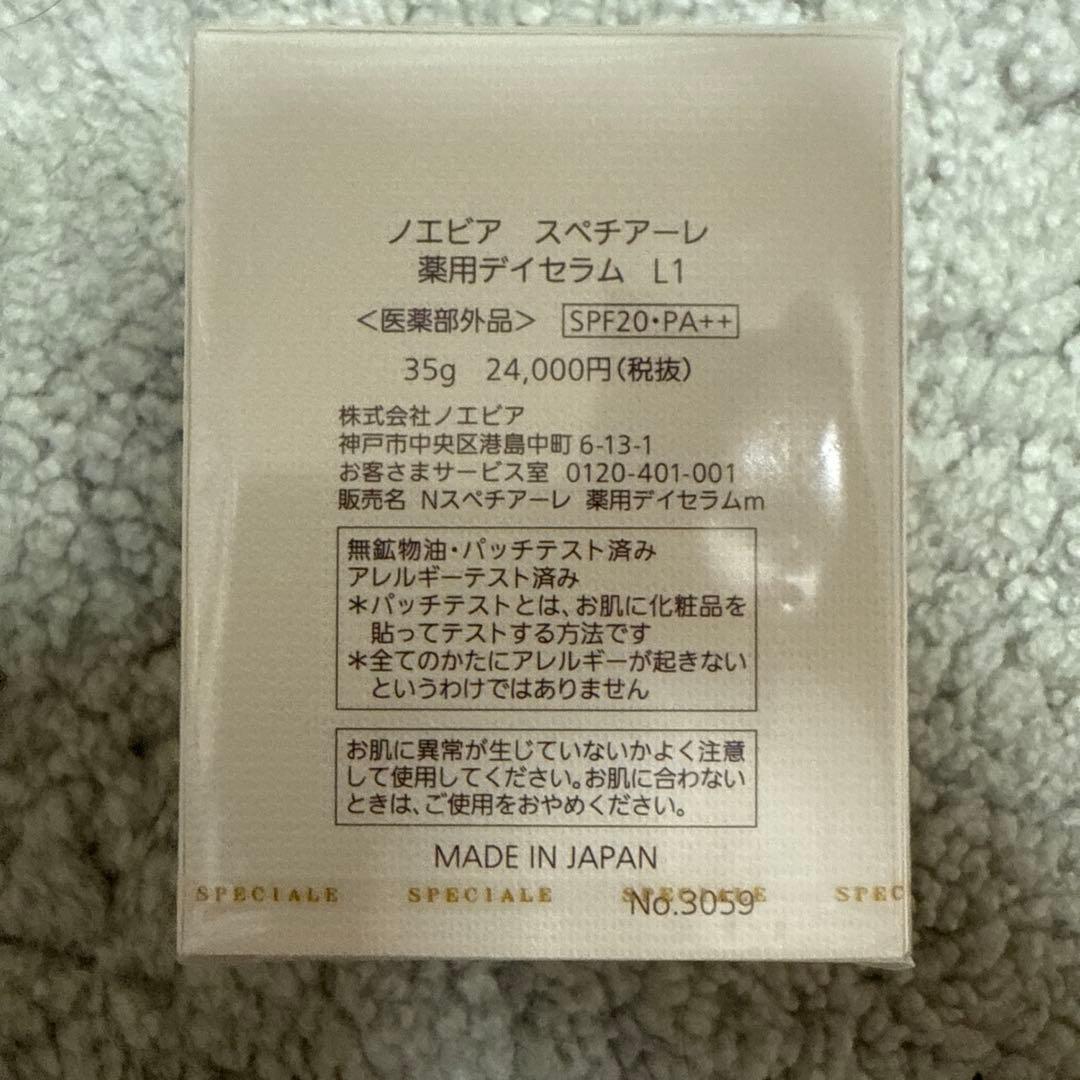 ノエビア スペチアーレ
薬用デイセラム L1
＜医薬部外品＞ SPF20・PA++
35g 24,000円(税抜)
株式会社ノエビア
神戸市中央区港島中町 6-13-1
お客さまサービス室 0120-401-001
販売名 Nスペチアーレ 薬用デイセラムm
無鉱物油・パッチテスト済み
アレルギーテスト済み
＊パッチテストとは、お肌に化粧品を
貼ってテストする方法です
＊全てのかたにアレルギーが起きない
というわけではありません
お肌に異常が生じていないかよく注意
して使用してください。お肌に合わない
ときは、ご使用をおやめください。
MADE IN JAPAN
SPECIALE SPECIALE SPECIALE SPEC
No.3059